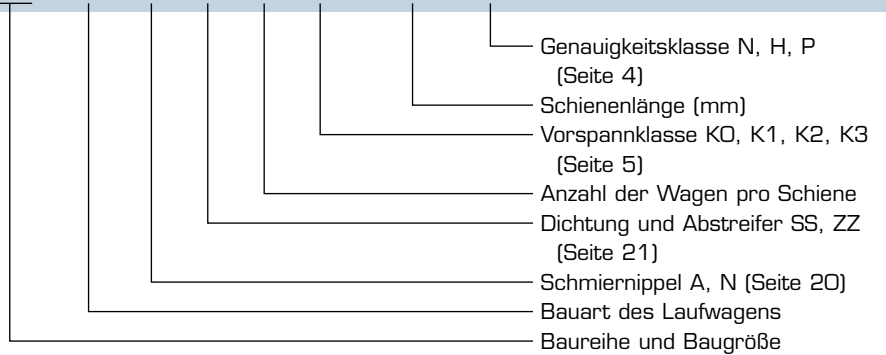 Genauigkeitsklasse N, H, P
(Seite 4)
Schienenlänge (mm)
Vorspannklasse K0, K1, K2, K3
(Seite 5)
Anzahl der Wagen pro Schiene
Dichtung und Abstreifer SS, ZZ
(Seite 21)
Schmiernippel A, N (Seite 20)
Bauart des Laufwagens
Baureihe und Baugröße